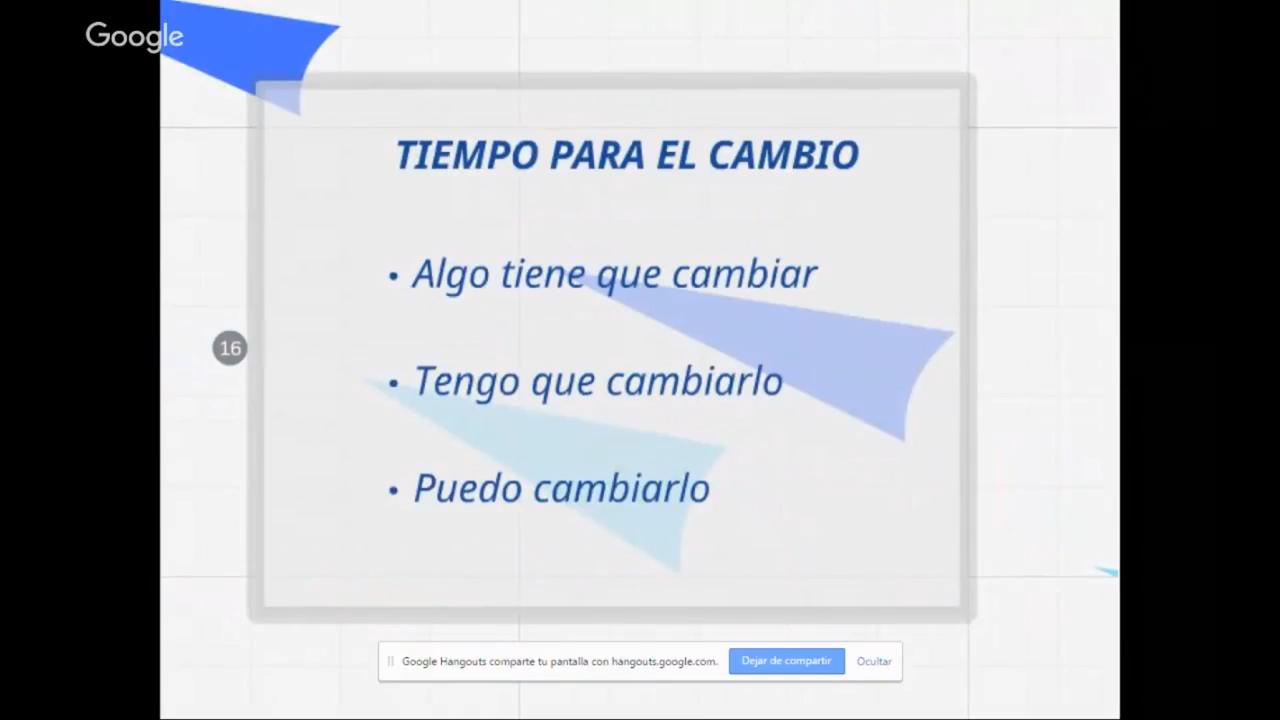 Google
TIEMPO PARA EL CAMBIO
• Algo tiene que cambiar
16
• Tengo que cambiarlo
• Puedo cambiarlo
Google Hangouts comparte tu pantalla con hangouts.google.com. Dejar de compartir Ocultar